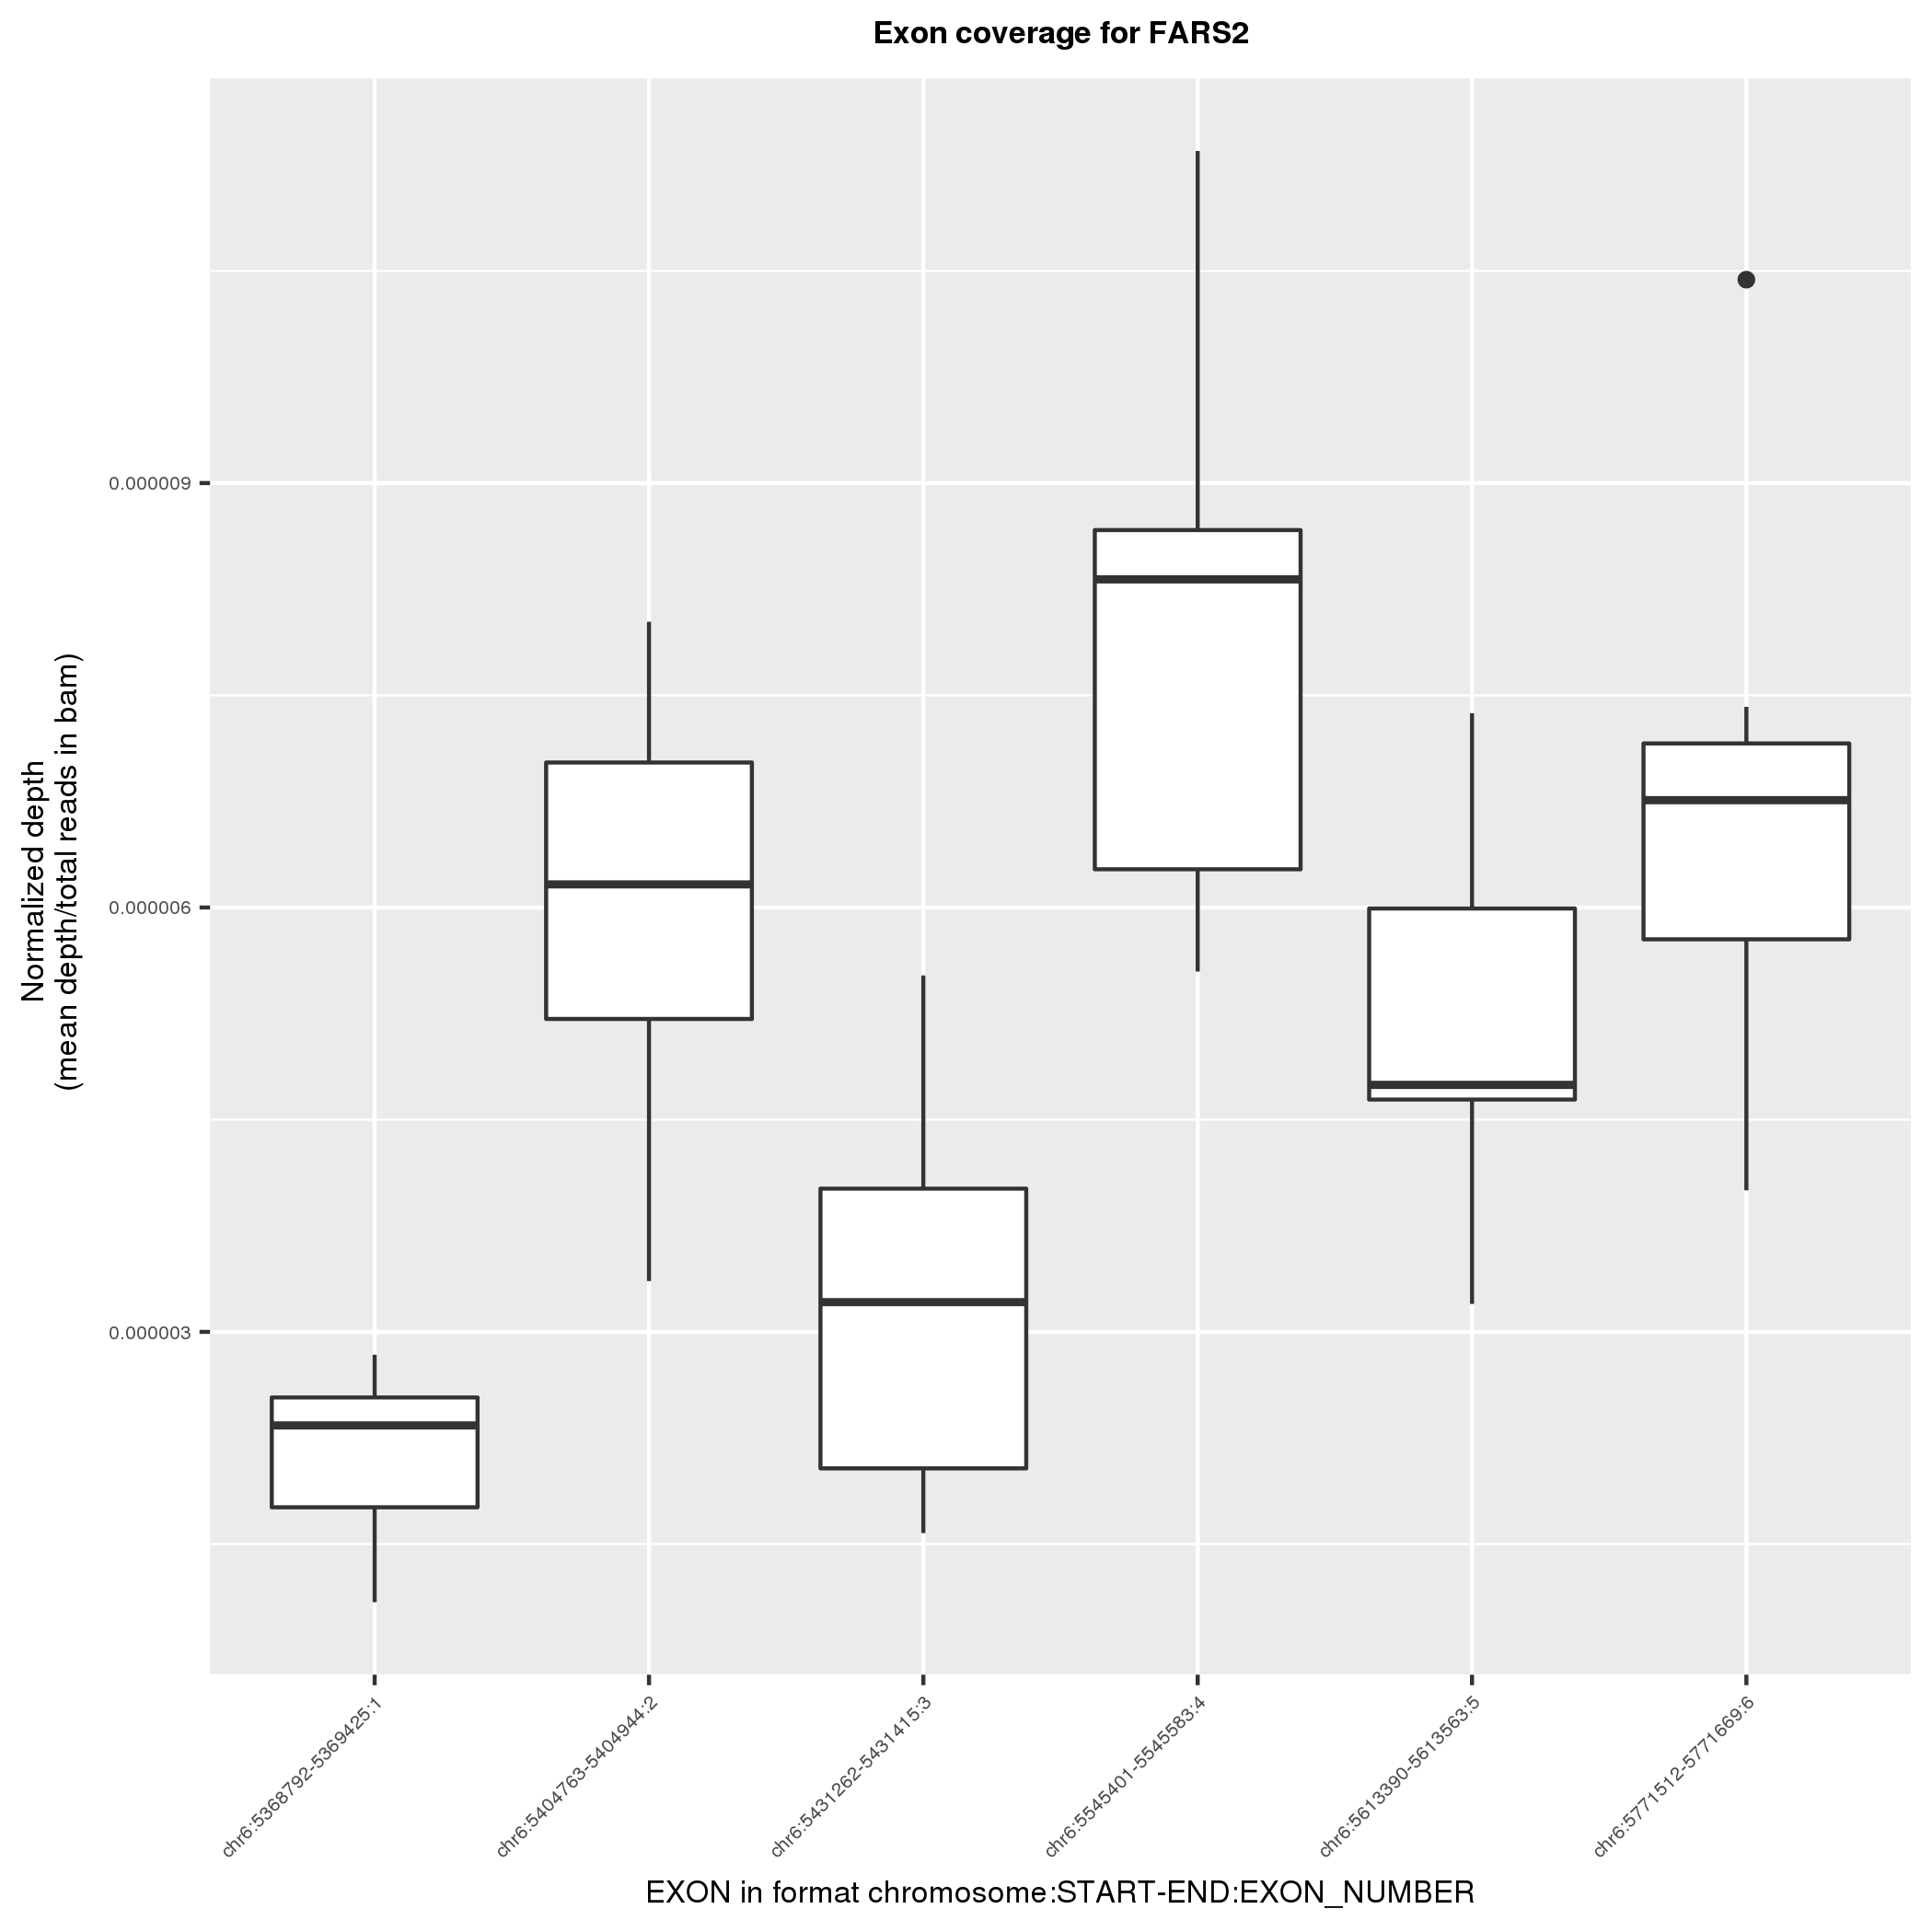 Exon coverage for FARS2
Normalized depth
(mean depth/total reads in bam)
0.000009
0.000006
0.000003
chr6:5368792-5369425:1
chr6:5404763-5404944:2
chr6:5431262-5431415:3
chr6:5545401-5545583:4
chr6:5613390-5613563:5
chr6:5771512-5771669:6
EXON in format chromosome:START-END:EXON_NUMBER